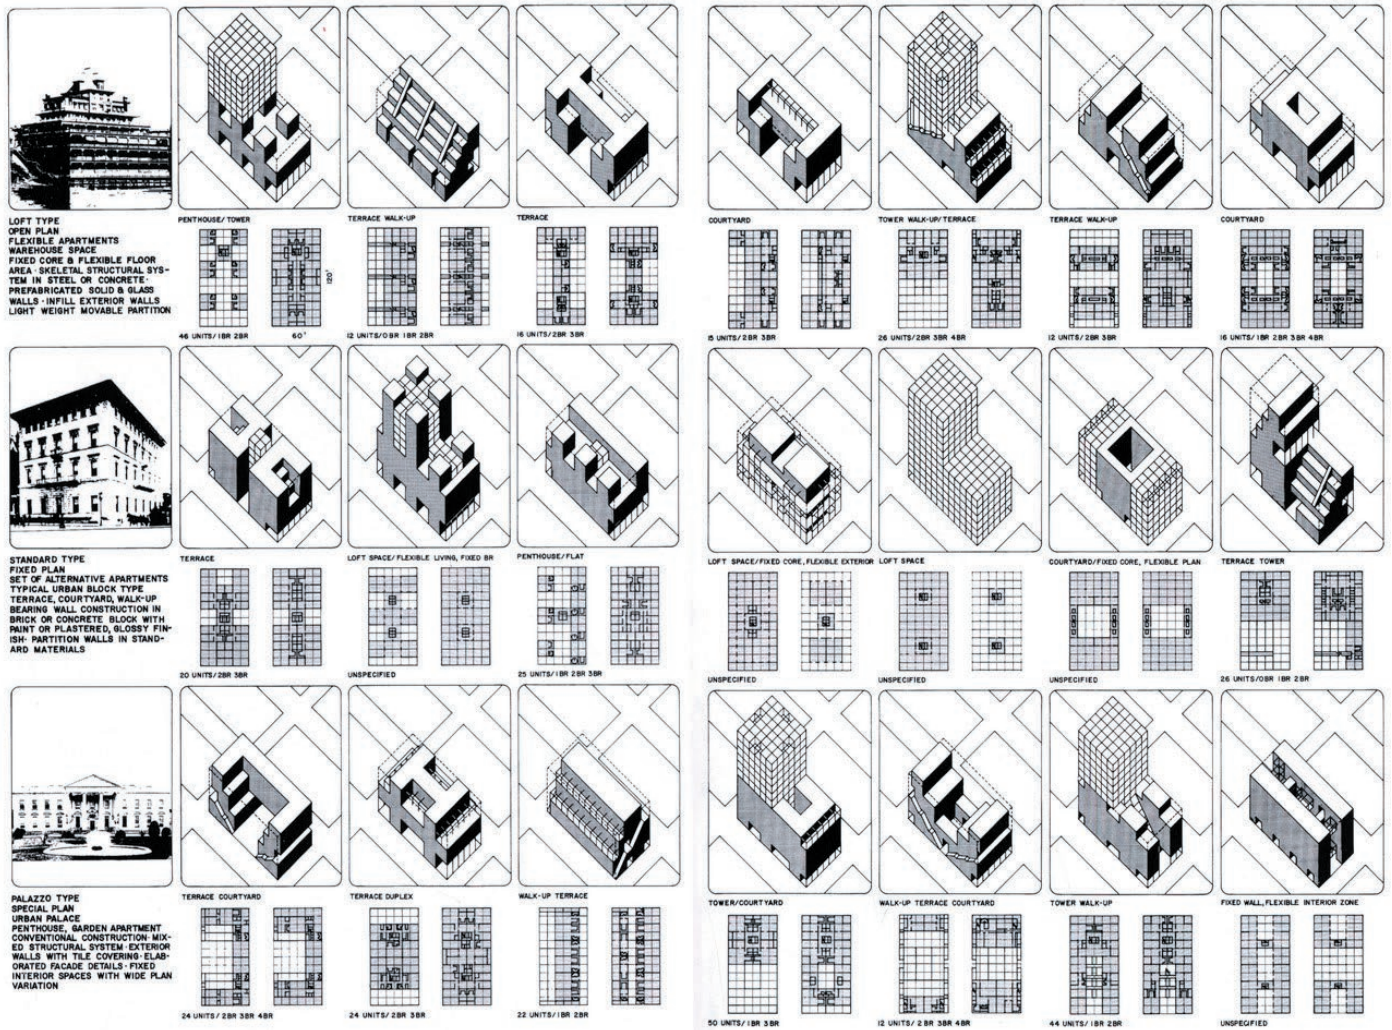 LOFT TYPE
OPEN PLAN
FLEXIBLE APARTMENTS
WAREHOUSE SPACE
FIXED CORE & FLEXIBLE FLOOR
AREA · SKELETAL STRUCTURAL SYS-
TEM IN STEEL OR CONCRETE ·
PREFABRICATED SOLID & GLASS
WALLS · INFILL EXTERIOR WALLS
LIGHT WEIGHT MOVABLE PARTITION
PENTHOUSE/TOWER
46 UNITS/1BR 2BR
60'
120'
TERRACE WALK-UP
12 UNITS/0BR 1BR 2BR
TERRACE
16 UNITS/2BR 3BR
COURTYARD
15 UNITS/2BR 3BR
TOWER WALK-UP/TERRACE
26 UNITS/2BR 3BR 4BR
TERRACE WALK-UP
12 UNITS/2BR 3BR
COURTYARD
16 UNITS/1BR 2BR 3BR 4BR
STANDARD TYPE
FIXED PLAN
SET OF ALTERNATIVE APARTMENTS
TYPICAL URBAN BLOCK TYPE
TERRACE, COURTYARD, WALK-UP
BEARING WALL CONSTRUCTION IN
BRICK OR CONCRETE BLOCK WITH
PAINT OR PLASTERED, GLOSSY FIN-
ISH · PARTITION WALLS IN STAND-
ARD MATERIALS
TERRACE
20 UNITS/2BR 3BR
LOFT SPACE/FLEXIBLE LIVING, FIXED BR
UNSPECIFIED
PENTHOUSE/FLAT
25 UNITS/1BR 2BR 3BR
LOFT SPACE/FIXED CORE, FLEXIBLE EXTERIOR
UNSPECIFIED
LOFT SPACE
UNSPECIFIED
COURTYARD/FIXED CORE, FLEXIBLE PLAN
UNSPECIFIED
TERRACE TOWER
26 UNITS/0BR 1BR 2BR
PALAZZO TYPE
SPECIAL PLAN
URBAN PALACE
PENTHOUSE, GARDEN APARTMENT
CONVENTIONAL CONSTRUCTION · MIX-
ED STRUCTURAL SYSTEM · EXTERIOR
WALLS WITH TILE COVERING · ELAB-
ORATED FACADE DETAILS · FIXED
INTERIOR SPACES WITH WIDE PLAN
VARIATION
TERRACE COURTYARD
24 UNITS/2BR 3BR 4BR
TERRACE DUPLEX
24 UNITS/2BR 3BR
WALK-UP TERRACE
22 UNITS/1BR 2BR
TOWER/COURTYARD
50 UNITS/1BR 3BR
WALK-UP TERRACE COURTYARD
12 UNITS/2BR 3BR 4BR
TOWER WALK-UP
44 UNITS/1BR 2BR
FIXED WALL, FLEXIBLE INTERIOR ZONE
UNSPECIFIED